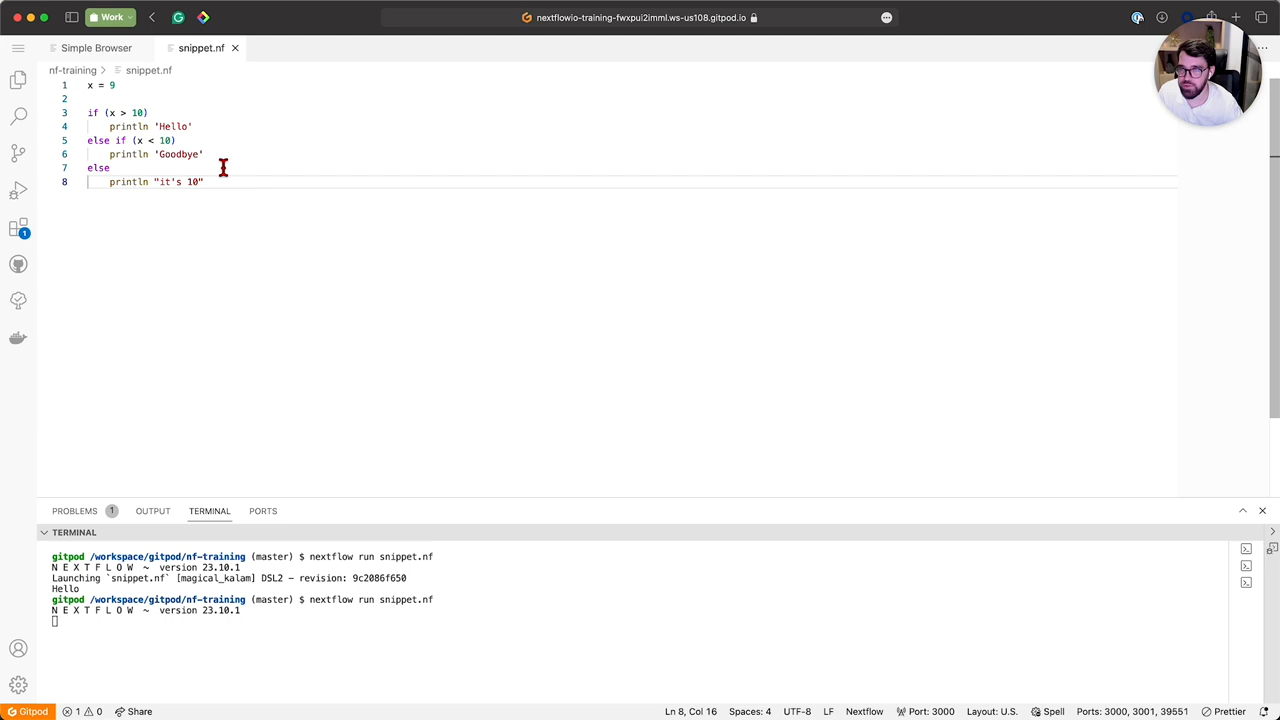 Work
nextflowio-training-fwxpui2imml.ws-us108.gitpod.io
Simple Browser
snippet.nf
nf-training
snippet.nf
1 x = 9
2
3 if (x > 10)
4 println 'Hello'
5 else if (x < 10)
6 println 'Goodbye'
7 else
8 println "it's 10"
1
PROBLEMS 1 OUTPUT TERMINAL PORTS
TERMINAL
gitpod /workspace/gitpod/nf-training (master) $ nextflow run snippet.nf
N E X T F L O W ~ version 23.10.1
Launching `snippet.nf` [magical_kalam] DSL2 - revision: 9c2086f650
Hello
gitpod /workspace/gitpod/nf-training (master) $ nextflow run snippet.nf
N E X T F L O W ~ version 23.10.1
Gitpod 1 0 Share Ln 8, Col 16 Spaces: 4 UTF-8 LF Nextflow Port: 3000 Layout: U.S. Spell Ports: 3000, 3001, 39551 Prettier